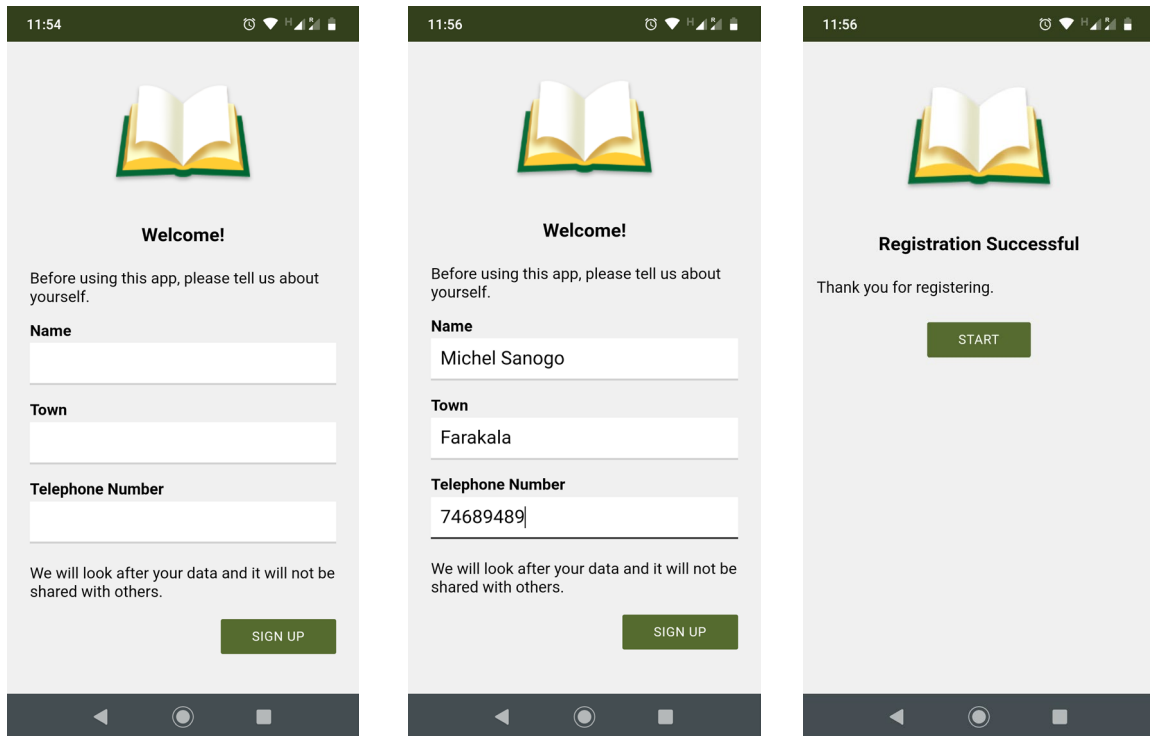 11:54
H R
Welcome!
Before using this app, please tell us about
yourself.
Name
Town
Telephone Number
We will look after your data and it will not be
shared with others.
SIGN UP
11:56
H R
Welcome!
Before using this app, please tell us about
yourself.
Name
Michel Sanogo
Town
Farakala
Telephone Number
74689489
We will look after your data and it will not be
shared with others.
SIGN UP
11:56
H R
Registration Successful
Thank you for registering.
START